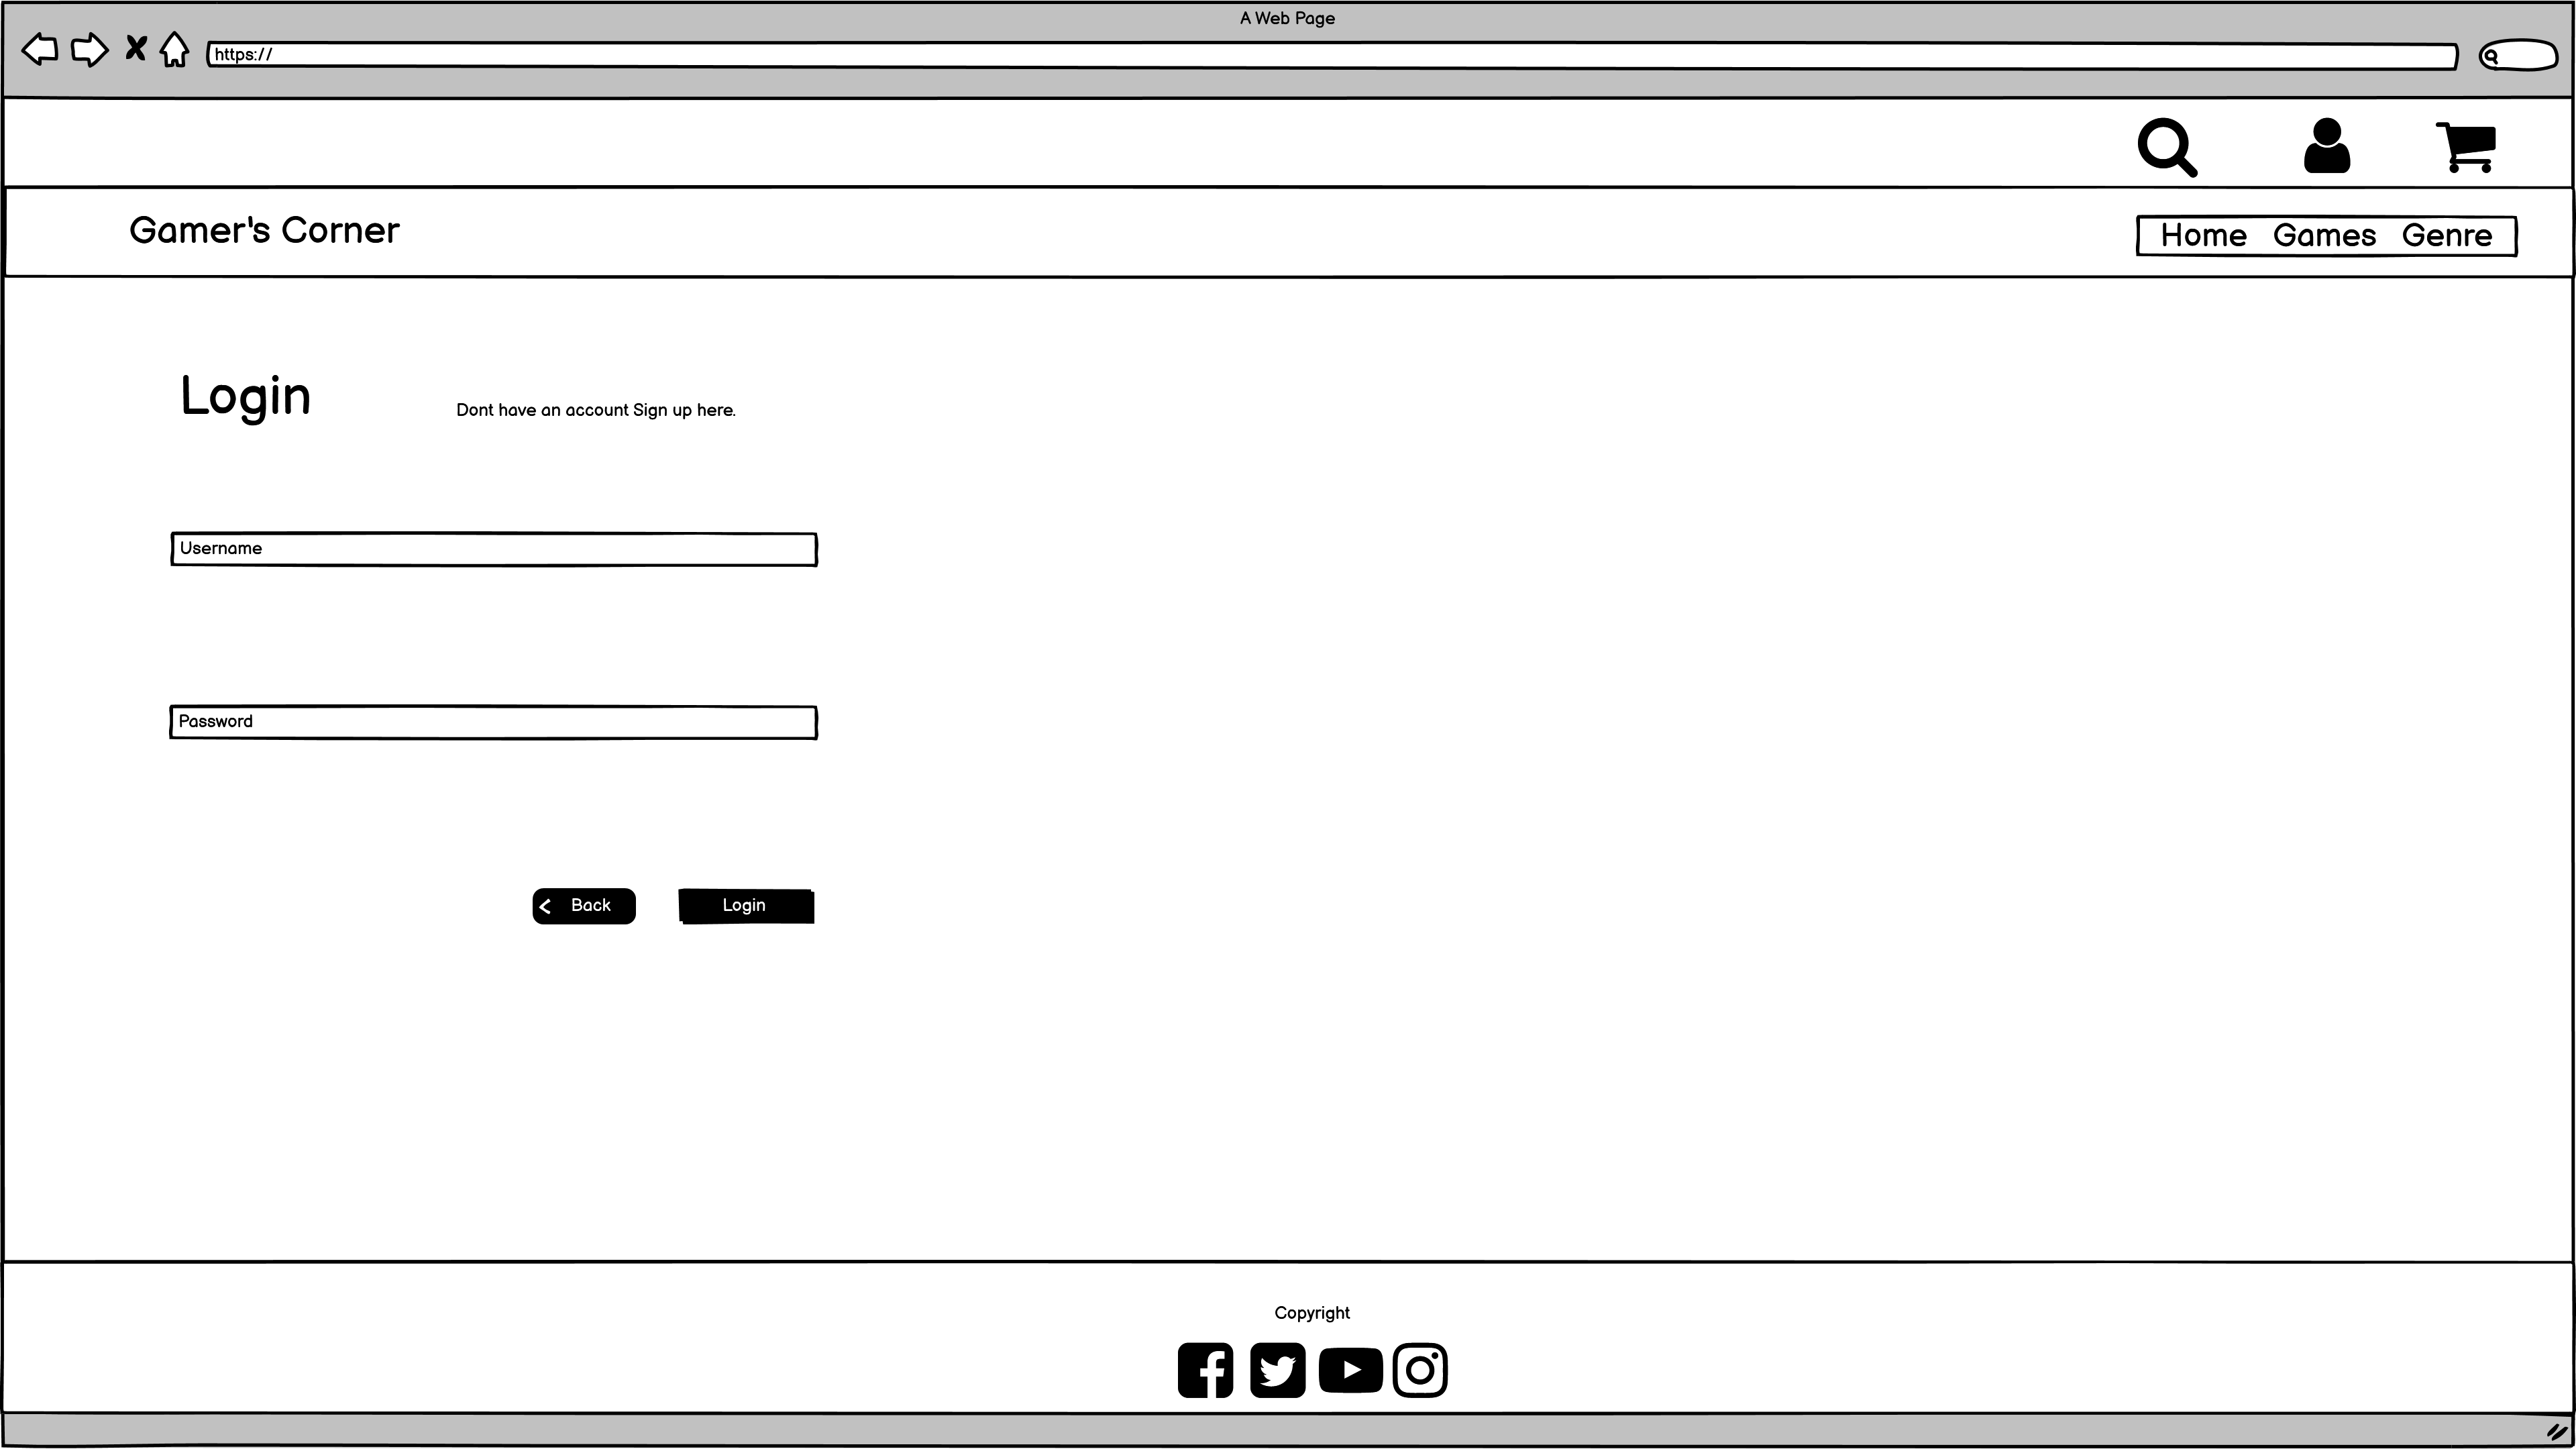 A Web Page
https://
Gamer's Corner
Home Games Genre
Login
Dont have an account Sign up here.
Username
Password
Back
Login
Copyright